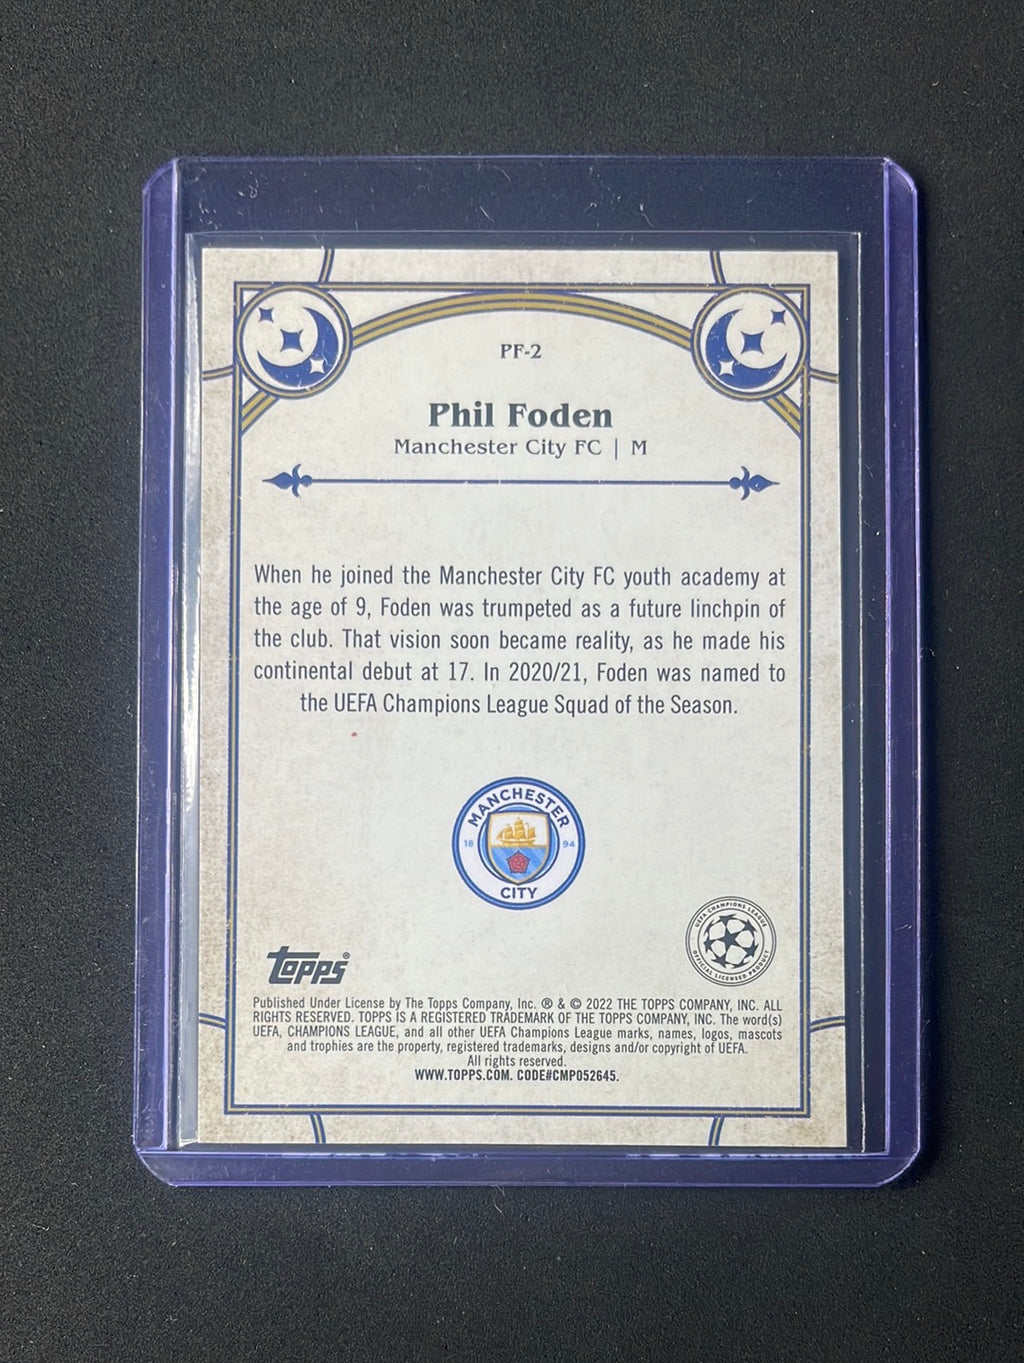 PF-2
Phil Foden
Manchester City FC | M
When he joined the Manchester City FC youth academy at
the age of 9, Foden was trumpeted as a future linchpin of
the club. That vision soon became reality, as he made his
continental debut at 17. In 2020/21, Foden was named to
the UEFA Champions League Squad of the Season.
MANCHESTER
18 94
CITY
UEFA CHAMPIONS LEAGUE
OFFICIAL LICENSED PRODUCT
Topps®
Published Under License by The Topps Company, Inc. ® & © 2022 THE TOPPS COMPANY, INC. ALL
RIGHTS RESERVED. TOPPS IS A REGISTERED TRADEMARK OF THE TOPPS COMPANY, INC. The word(s)
UEFA, CHAMPIONS LEAGUE, and all other UEFA Champions League marks, names, logos, mascots
and trophies are the property, registered trademarks, designs and/or copyright of UEFA.
All rights reserved.
WWW.TOPPS.COM. CODE#CMP052645.